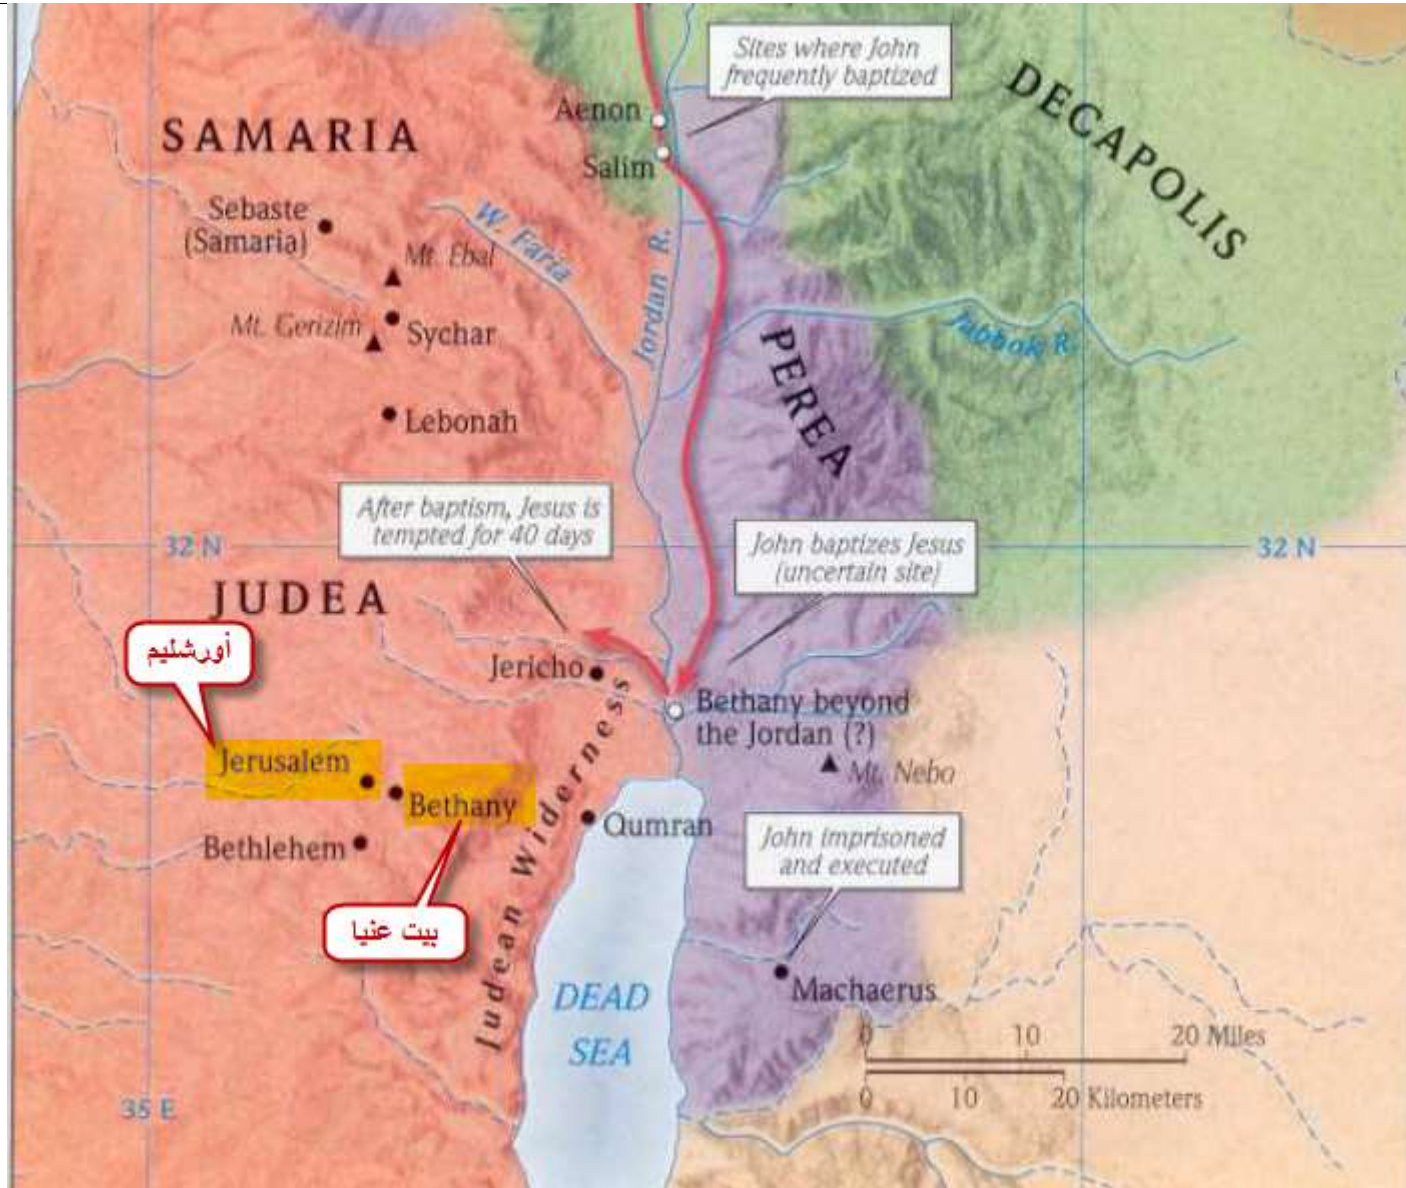 Sites where John
frequently baptized
DECAPOLIS
Aenon
SAMARIA
Salim
Sebaste
(Samaria)
W. Faria
Mt. Ebal
Jordan R.
Mt. Gerizim
Sychar
Jabbok R.
PEREA
Lebonah
After baptism, Jesus is
tempted for 40 days
John baptizes Jesus
(uncertain site)
32 N
32 N
JUDEA
أورشليم
Jericho
Bethany beyond
the Jordan (?)
Jerusalem
Mt. Nebo
Bethany
Judean Widerness
Qumran
Bethlehem
John imprisoned
and executed
بيت عنيا
Machaerus
DEAD
SEA
0 10 20 Miles
0 10 20 Kilometers
35 E